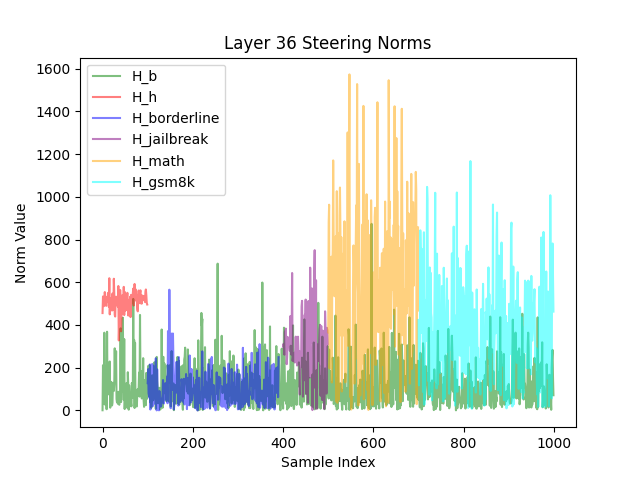 Layer 36 Steering Norms
Norm Value
1600
1400
1200
1000
800
600
400
200
0
H_b
H_h
H_borderline
H_jailbreak
H_math
H_gsm8k
0
200
400
600
800
1000
Sample Index